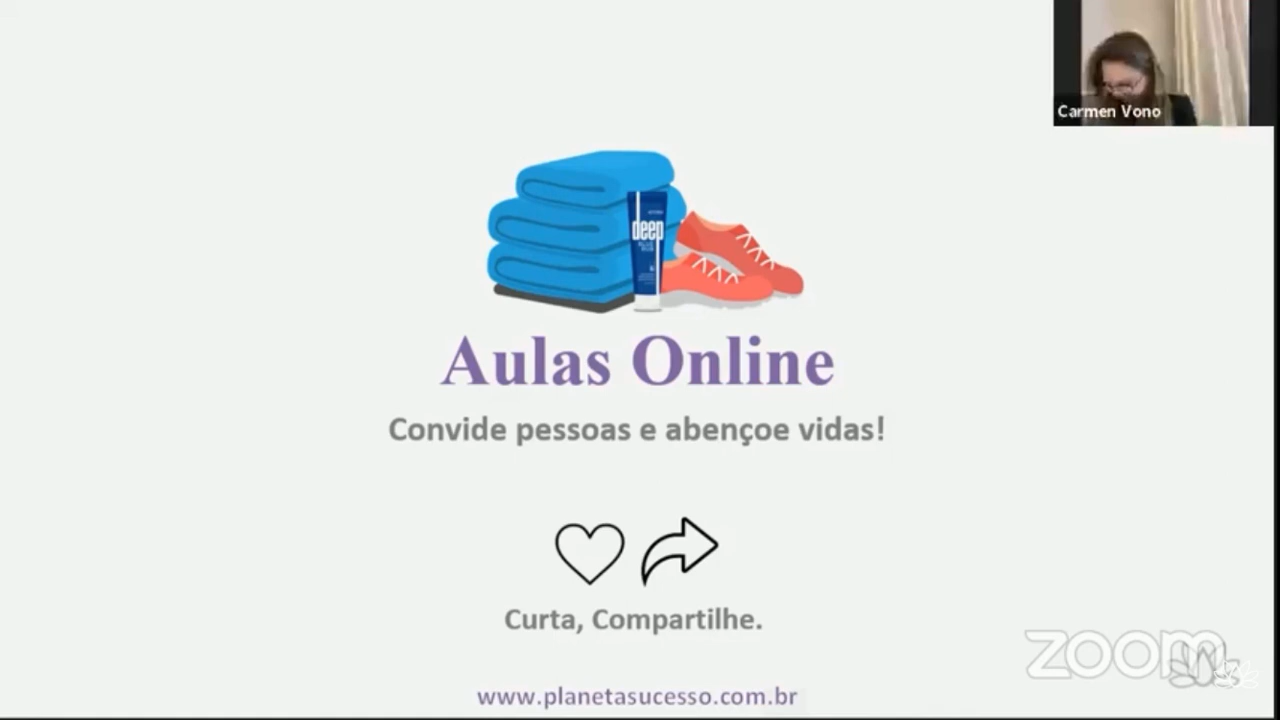 Carmen Vono
deep
Aulas Online
Convide pessoas e abençoe vidas!
Curta, Compartilhe.
zoom
www.planetasucesso.com.br